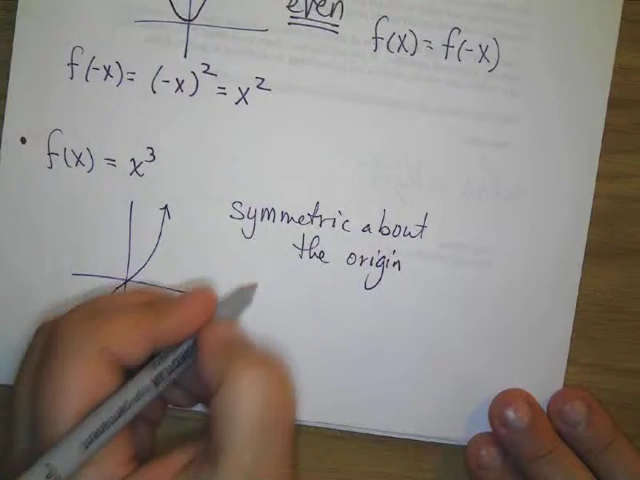 even
f(x) = f(-x)
f(-x) = (-x)² = x²
• f(x) = x³
Symmetric about
the origin